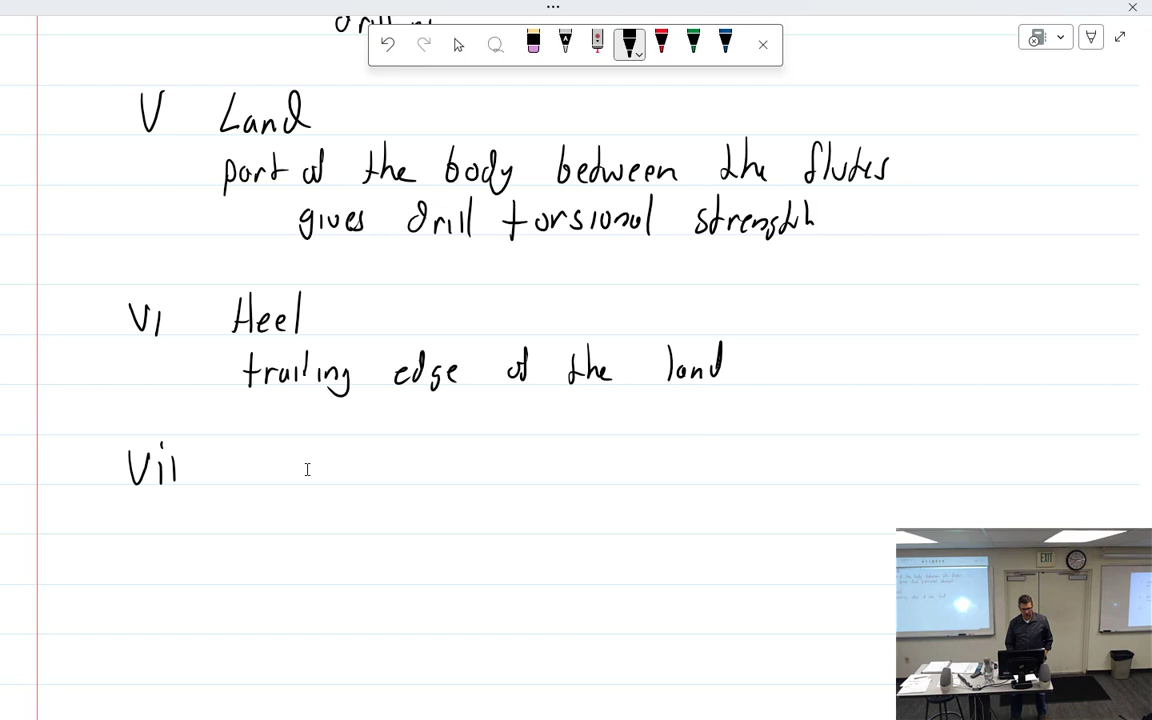 V Land
part of the body between the flutes
gives drill torsional strength
VI Heel
trailing edge of the land
Vii
EXIT